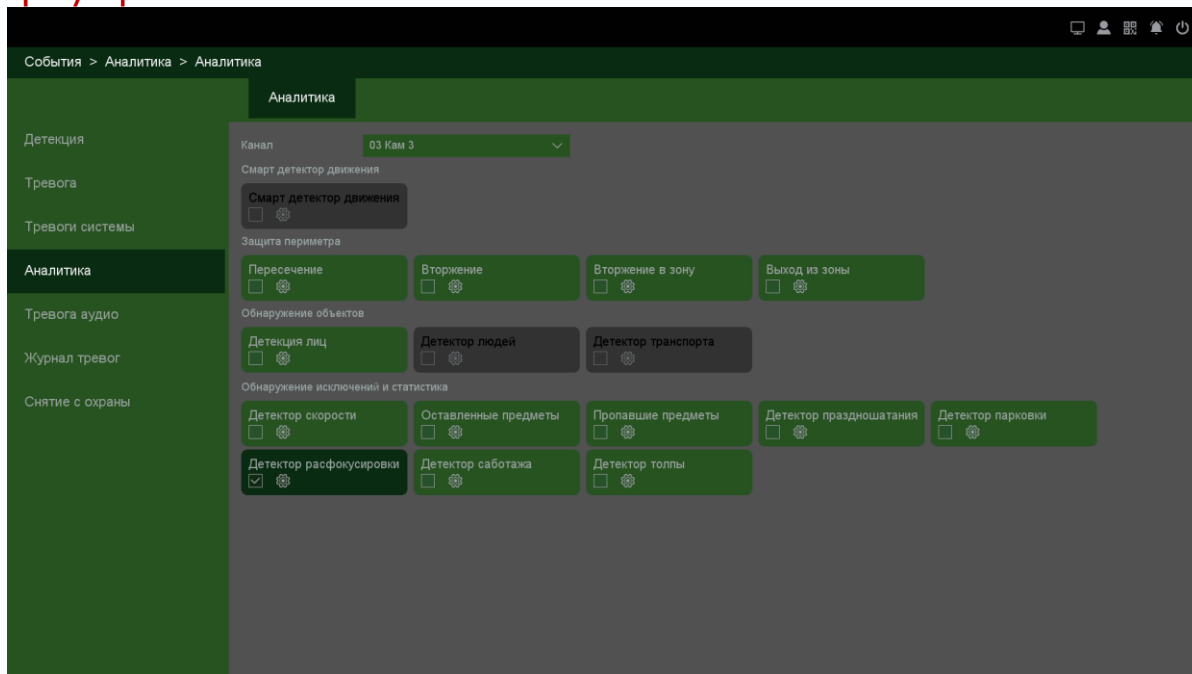 События > Аналитика > Аналитика
Аналитика
Детекция
Тревога
Тревоги системы
Аналитика
Тревога аудио
Журнал тревог
Снятие с охраны
Канал 03 Кам 3
Смарт детектор движения
Смарт детектор движения
Защита периметра
Пересечение Вторжение Вторжение в зону Выход из зоны
Обнаружение объектов
Детекция лиц Детектор людей Детектор транспорта
Обнаружение исключений и статистика
Детектор скорости Оставленные предметы Пропавшие предметы Детектор праздношатания Детектор парковки
Детектор расфокусировки Детектор саботажа Детектор толпы